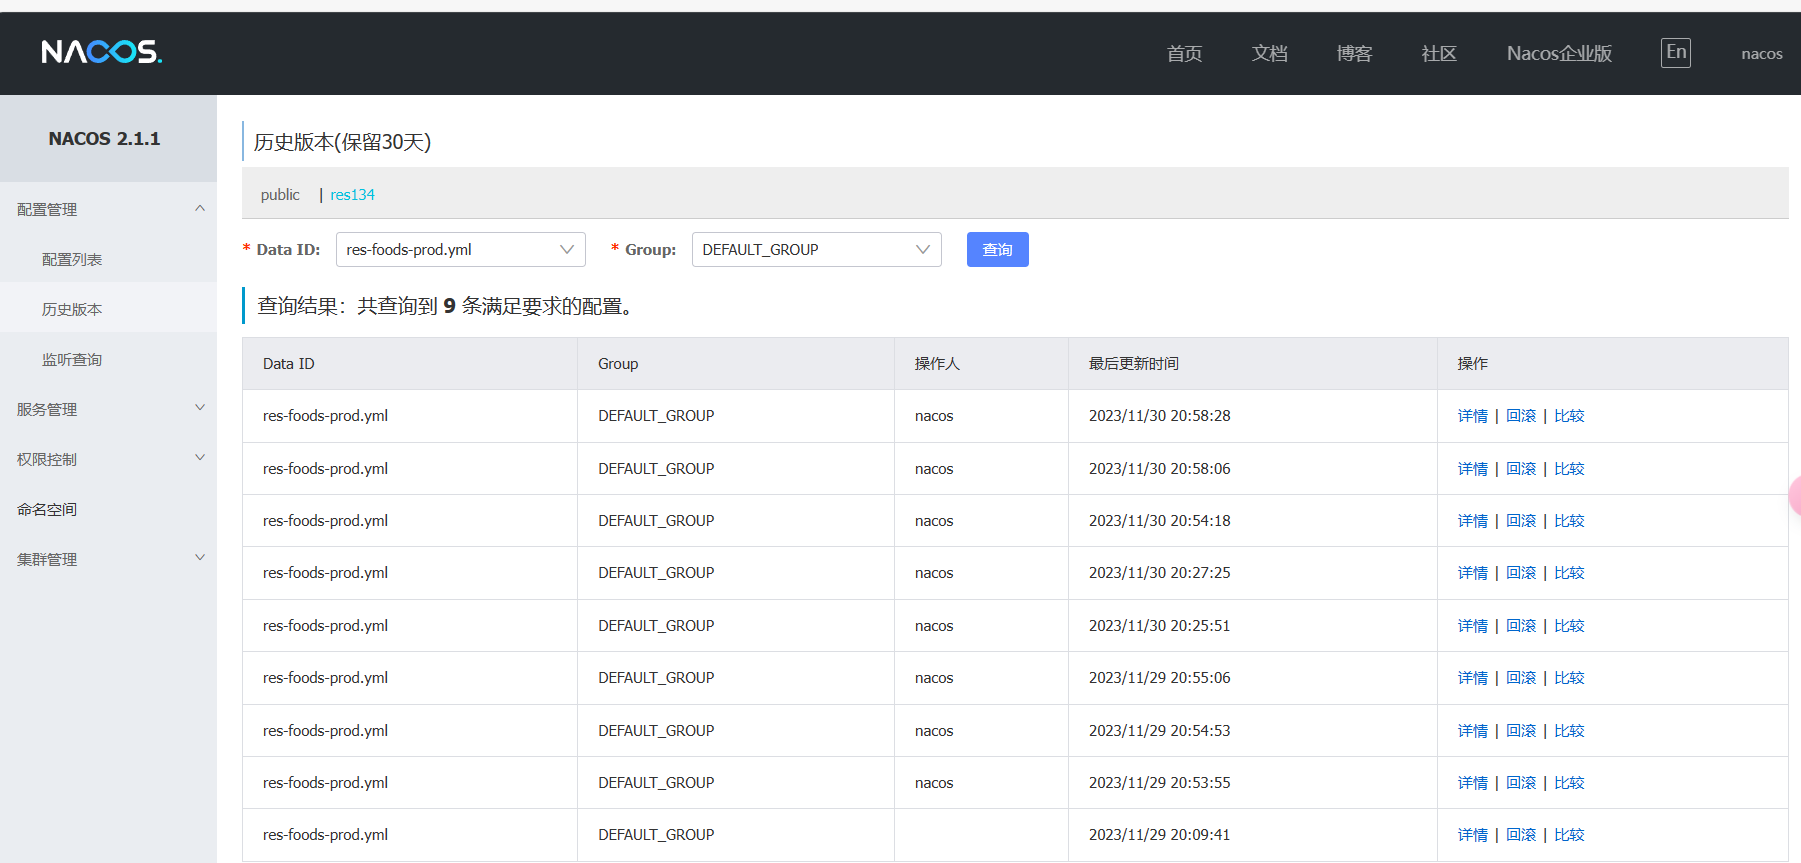 NACOS.
首页 文档 博客 社区 Nacos企业版 En nacos
NACOS 2.1.1
配置管理
配置列表
历史版本
监听查询
服务管理
权限控制
命名空间
集群管理
历史版本(保留30天)
public | res134
* Data ID: res-foods-prod.yml * Group: DEFAULT_GROUP 查询
查询结果：共查询到 9 条满足要求的配置。
Data ID Group 操作人 最后更新时间 操作
res-foods-prod.yml DEFAULT_GROUP nacos 2023/11/30 20:58:28 详情 | 回滚 | 比较
res-foods-prod.yml DEFAULT_GROUP nacos 2023/11/30 20:58:06 详情 | 回滚 | 比较
res-foods-prod.yml DEFAULT_GROUP nacos 2023/11/30 20:54:18 详情 | 回滚 | 比较
res-foods-prod.yml DEFAULT_GROUP nacos 2023/11/30 20:27:25 详情 | 回滚 | 比较
res-foods-prod.yml DEFAULT_GROUP nacos 2023/11/30 20:25:51 详情 | 回滚 | 比较
res-foods-prod.yml DEFAULT_GROUP nacos 2023/11/29 20:55:06 详情 | 回滚 | 比较
res-foods-prod.yml DEFAULT_GROUP nacos 2023/11/29 20:54:53 详情 | 回滚 | 比较
res-foods-prod.yml DEFAULT_GROUP nacos 2023/11/29 20:53:55 详情 | 回滚 | 比较
res-foods-prod.yml DEFAULT_GROUP 2023/11/29 20:09:41 详情 | 回滚 | 比较